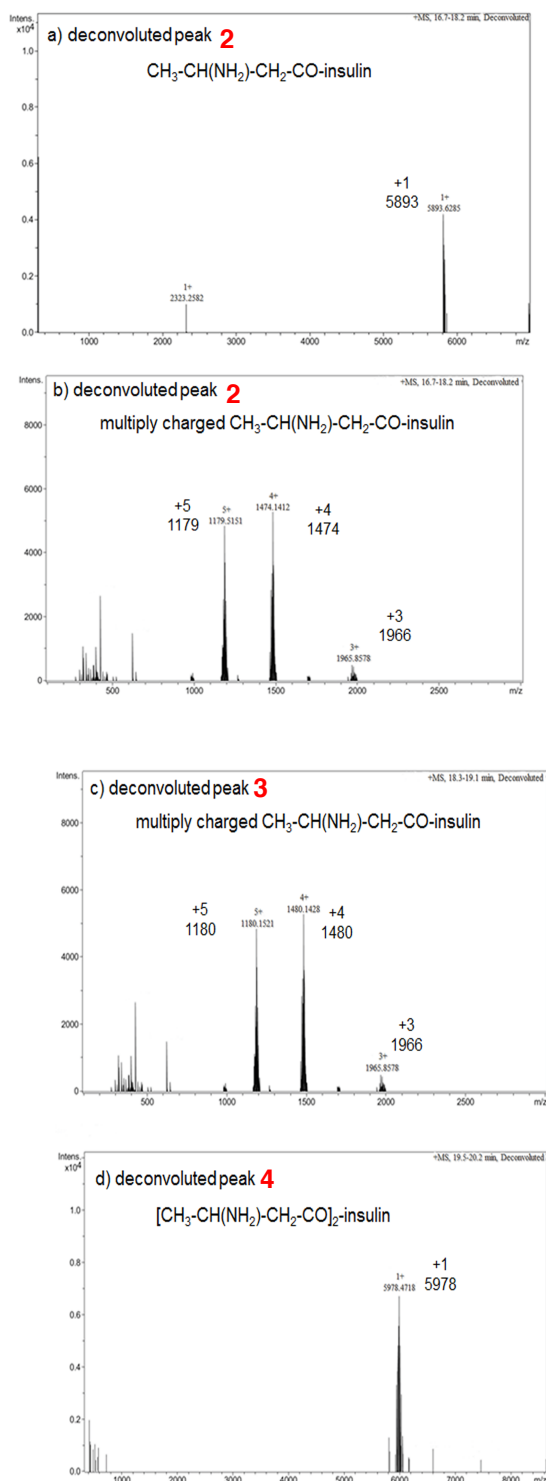 Intens.
x10⁴
+MS, 16.7-18.2 min, Deconvoluted
a) deconvoluted peak 2
CH₃-CH(NH₂)-CH₂-CO-insulin
1.0
0.8
0.6
0.4
0.2
0.0
+1
5893
1+
5893.6285
1+
2323.2582
1000 2000 3000 4000 5000 6000 m/z
Intens.
+MS, 16.7-18.2 min, Deconvoluted
b) deconvoluted peak 2
multiply charged CH₃-CH(NH₂)-CH₂-CO-insulin
8000
6000
4000
2000
0
+5
1179
5+
1179.5151
4+
1474.1412
+4
1474
+3
1966
3+
1965.8578
500 1000 1500 2000 2500 m/z
Intens.
+MS, 18.3-19.1 min, Deconvoluted
c) deconvoluted peak 3
multiply charged CH₃-CH(NH₂)-CH₂-CO-insulin
8000
6000
4000
2000
0
+5
1180
5+
1180.1521
4+
1480.1428
+4
1480
+3
1966
3+
1965.8578
500 1000 1500 2000 2500 m/z
Intens.
x10⁴
+MS, 19.5-20.2 min, Deconvoluted
d) deconvoluted peak 4
[CH₃-CH(NH₂)-CH₂-CO]₂-insulin
1.0
0.8
0.6
0.4
0.2
0.0
+1
5978
1+
5978.4718
1000 2000 3000 4000 5000 6000 7000 8000 m/z